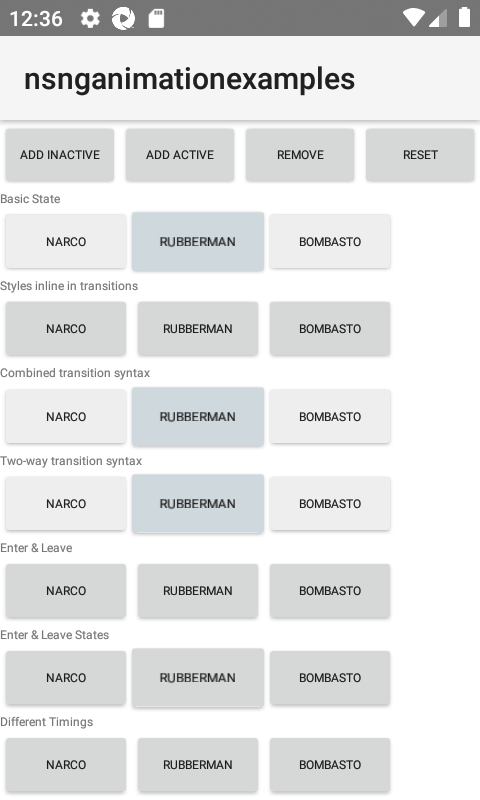 12:36
nsnganimationexamples
ADD INACTIVE ADD ACTIVE REMOVE RESET
Basic State
NARCO RUBBERMAN BOMBASTO
Styles inline in transitions
NARCO RUBBERMAN BOMBASTO
Combined transition syntax
NARCO RUBBERMAN BOMBASTO
Two-way transition syntax
NARCO RUBBERMAN BOMBASTO
Enter & Leave
NARCO RUBBERMAN BOMBASTO
Enter & Leave States
NARCO RUBBERMAN BOMBASTO
Different Timings
NARCO RUBBERMAN BOMBASTO